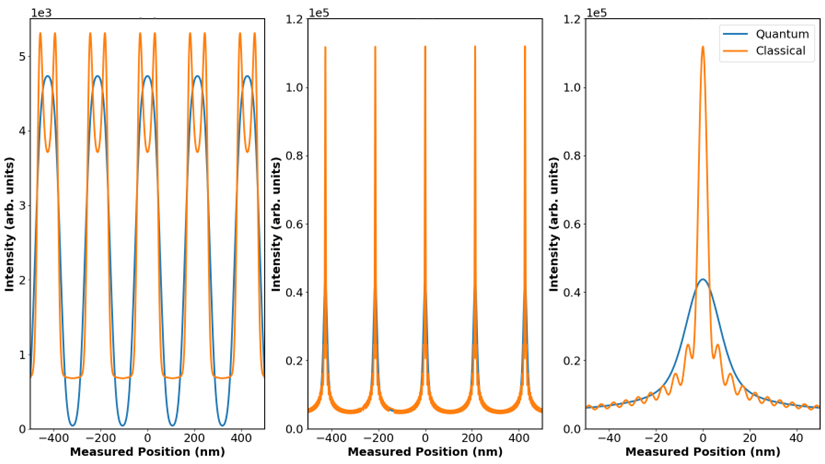 1e3
5
4
3
2
1
0
Intensity (arb. units)
−400 −200 0 200 400
Measured Position (nm)
1e5
1.2
1.0
0.8
0.6
0.4
0.2
0.0
Intensity (arb. units)
−400 −200 0 200 400
Measured Position (nm)
1e5
1.2
1.0
0.8
0.6
0.4
0.2
0.0
Intensity (arb. units)
Quantum
Classical
−40 −20 0 20 40
Measured Position (nm)